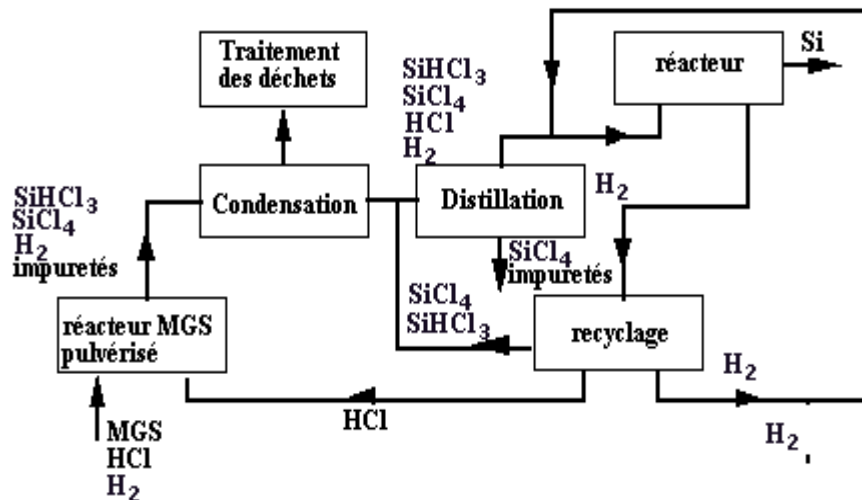 Traitement
des déchets
SiHCl3
SiCl4
HCl
H2
réacteur
Si
SiHCl3
SiCl4
H2
impuretés
Condensation
Distillation
H2
SiCl4
impuretés
réacteur MGS
pulvérisé
SiCl4
SiHCl3
recyclage
H2
HCl
MGS
HCl
H2
H2